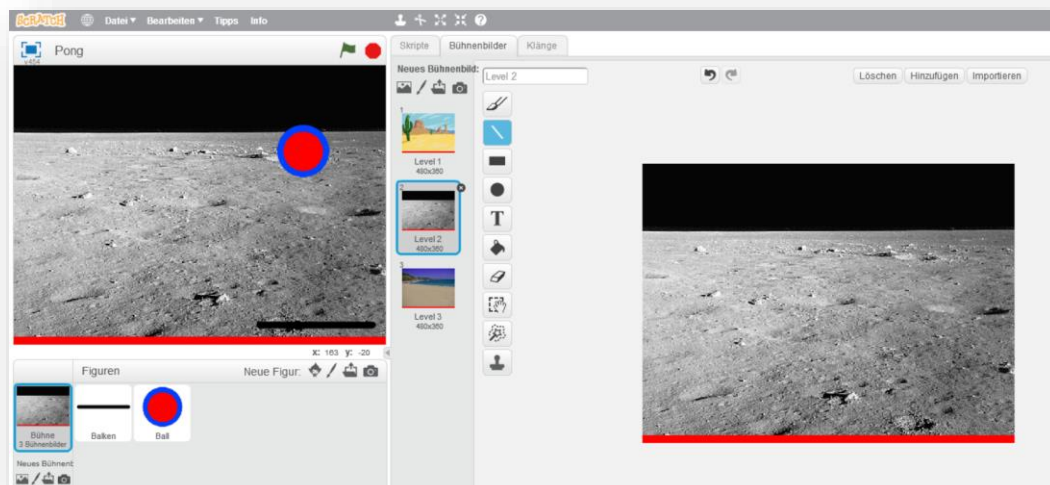 SCRATCH Datei Bearbeiten Tipps Info
Pong
v454
Skripte Bühnenbilder Klänge
Neues Bühnenbild:
Level 2
Löschen Hinzufügen Importieren
1
Level 1
480x360
2
Level 2
480x360
3
Level 3
480x360
T
x: 163 y: -20
Figuren Neue Figur:
Bühne
3 Bühnenbilder
Balken
Ball
Neues Bühnent